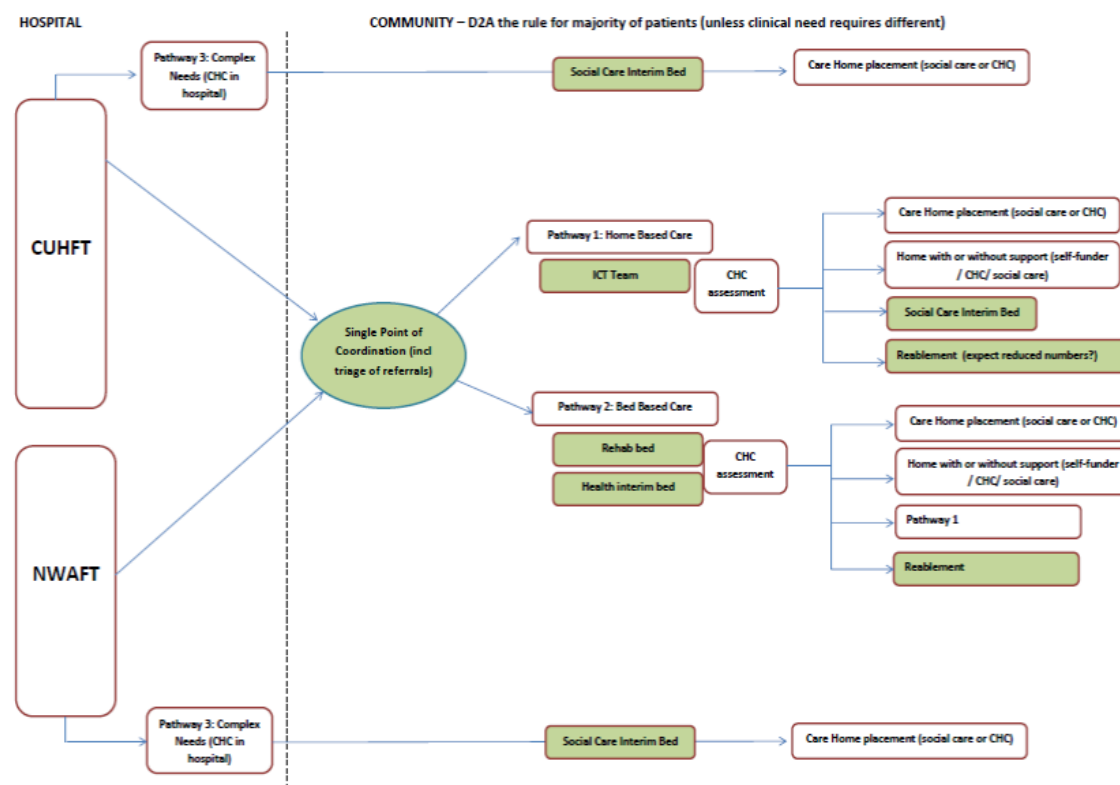 HOSPITAL
COMMUNITY – D2A the rule for majority of patients (unless clinical need requires different)
Pathway 3: Complex
Needs (CHC in
hospital)
Social Care Interim Bed
Care Home placement (social care or CHC)
CUHFT
Single Point of
Coordination (incl
triage of referrals)
Pathway 1: Home Based Care
ICT Team
CHC
assessment
Care Home placement (social care or CHC)
Home with or without support (self-funder
/ CHC/ social care)
Social Care Interim Bed
Reablement (expect reduced numbers?)
Pathway 2: Bed Based Care
Rehab bed
Health interim bed
CHC
assessment
Care Home placement (social care or CHC)
Home with or without support (self-funder
/ CHC/ social care)
Pathway 1
Reablement
NWAFT
Pathway 3: Complex
Needs (CHC in
hospital)
Social Care Interim Bed
Care Home placement (social care or CHC)